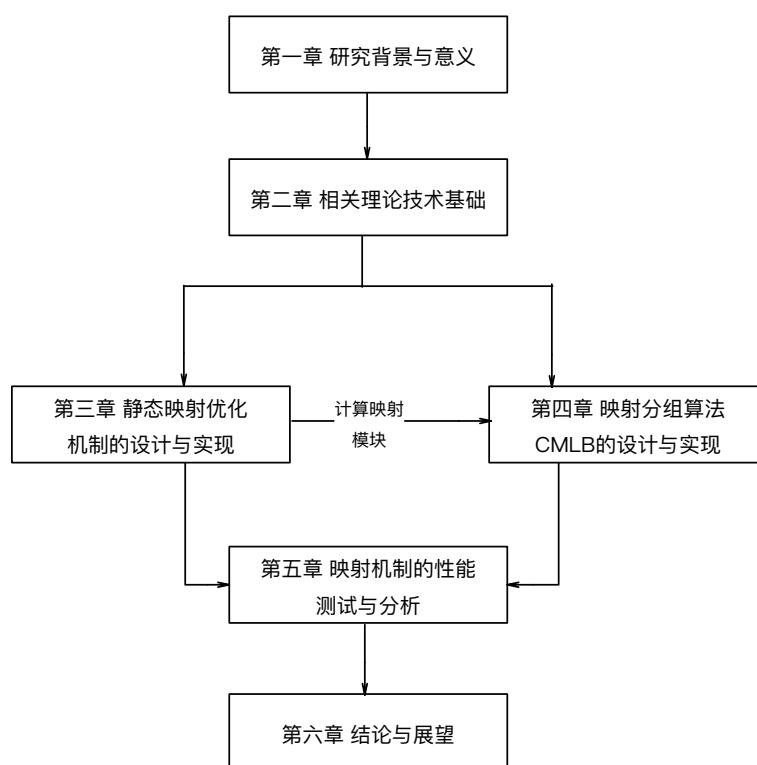 第一章 研究背景与意义
第二章 相关理论技术基础
第三章 静态映射优化
机制的设计与实现
计算映射
模块
第四章 映射分组算法
CMLB的设计与实现
第五章 映射机制的性能
测试与分析
第六章 结论与展望